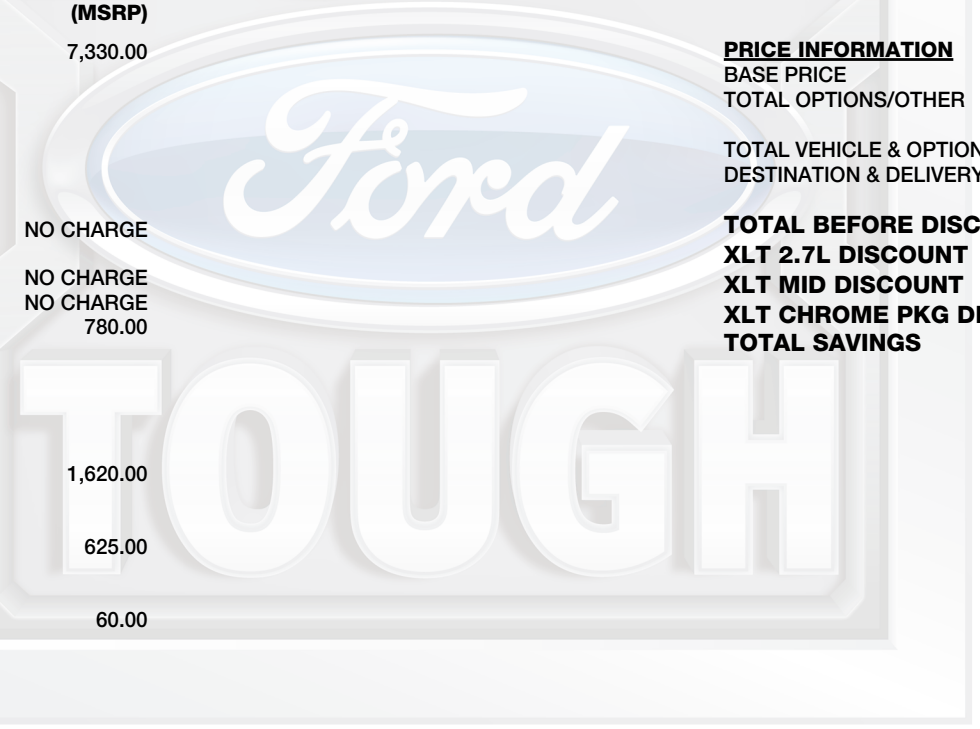 (MSRP)
7,330.00
NO CHARGE
NO CHARGE
NO CHARGE
780.00
1,620.00
625.00
60.00
Ford
TOUGH
PRICE INFORMATION
BASE PRICE
TOTAL OPTIONS/OTHER
TOTAL VEHICLE & OPTION
DESTINATION & DELIVERY
TOTAL BEFORE DISC
XLT 2.7L DISCOUNT
XLT MID DISCOUNT
XLT CHROME PKG DI
TOTAL SAVINGS